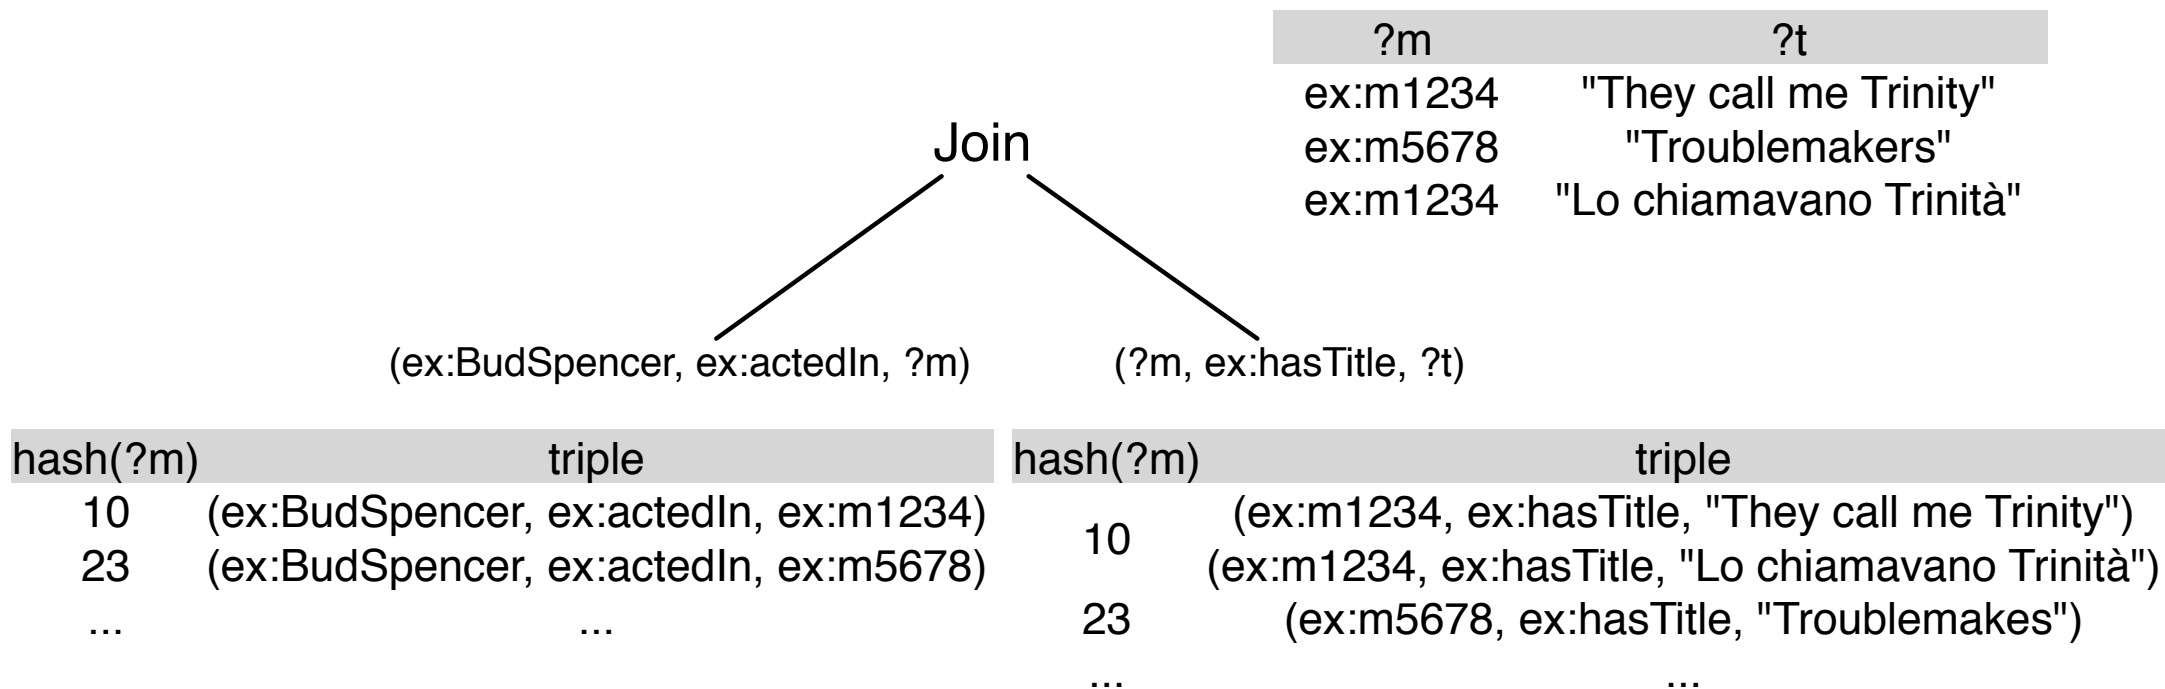 ?m ?t
ex:m1234 "They call me Trinity"
Join
ex:m5678 "Troublemakers"
ex:m1234 "Lo chiamavano Trinità"
(ex:BudSpencer, ex:actedIn, ?m) (?m, ex:hasTitle, ?t)
hash(?m) triple
10 (ex:BudSpencer, ex:actedIn, ex:m1234)
23 (ex:BudSpencer, ex:actedIn, ex:m5678)
... ...
hash(?m) triple
10 (ex:m1234, ex:hasTitle, "They call me Trinity")
(ex:m1234, ex:hasTitle, "Lo chiamavano Trinità")
23 (ex:m5678, ex:hasTitle, "Troublemakes")
... ...